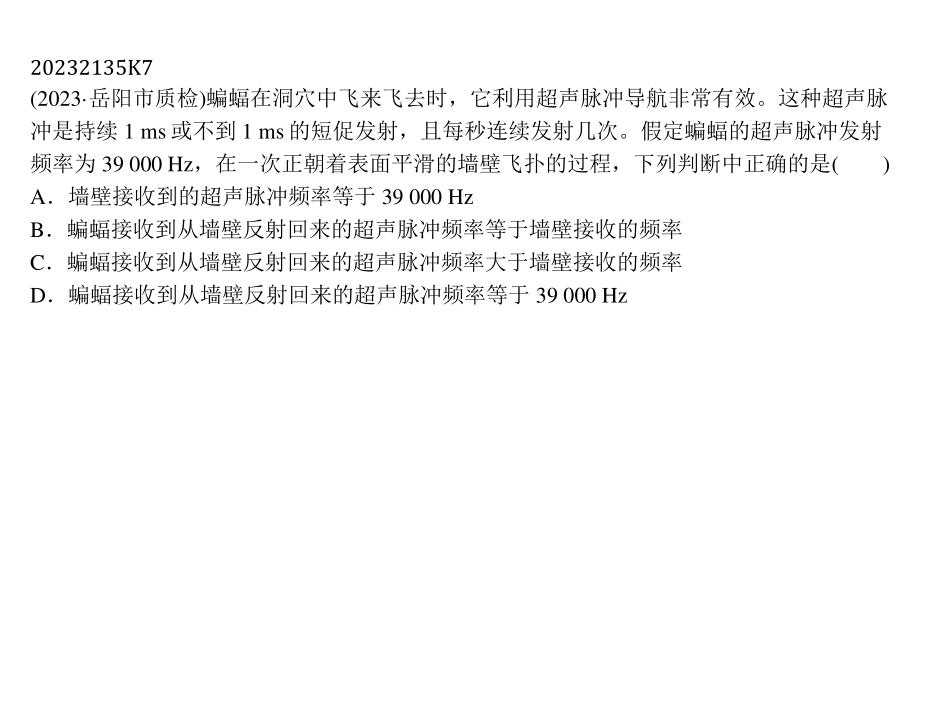 20232135K7
(2023·岳阳市质检)蝙蝠在洞穴中飞来飞去时，它利用超声脉冲导航非常有效。这种超声脉
冲是持续 1 ms 或不到 1 ms 的短促发射，且每秒连续发射几次。假定蝙蝠的超声脉冲发射
频率为 39 000 Hz，在一次正朝着表面平滑的墙壁飞扑的过程，下列判断中正确的是(　　)
A．墙壁接收到的超声脉冲频率等于 39 000 Hz
B．蝙蝠接收到从墙壁反射回来的超声脉冲频率等于墙壁接收的频率
C．蝙蝠接收到从墙壁反射回来的超声脉冲频率大于墙壁接收的频率
D．蝙蝠接收到从墙壁反射回来的超声脉冲频率等于 39 000 Hz